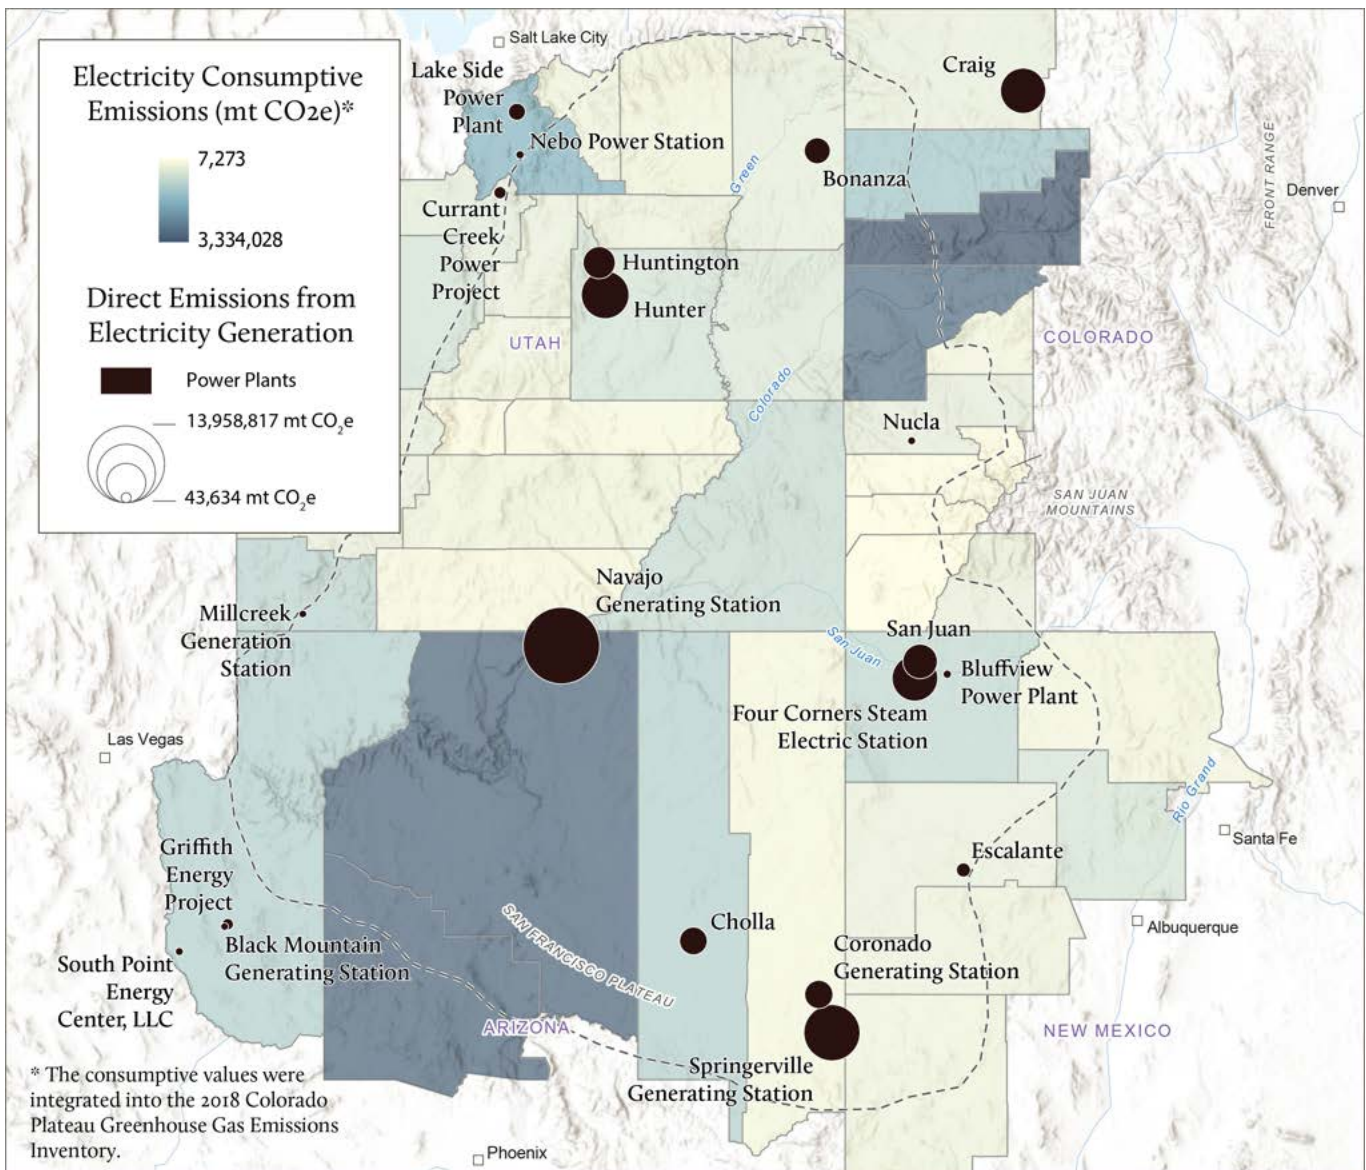 Electricity Consumptive
Emissions (mt CO2e)*
7,273
3,334,028
Direct Emissions from
Electricity Generation
Power Plants
13,958,817 mt CO2e
43,634 mt CO2e
Salt Lake City
Lake Side
Power
Plant
Nebo Power Station
Currant
Creek
Power
Project
Craig
Bonanza
Green
FRONT RANGE
Denver
Huntington
Hunter
UTAH
COLORADO
Colorado
Nucla
SAN JUAN
MOUNTAINS
Navajo
Generating Station
Millcreek
Generation
Station
San Juan
San Juan
Bluffview
Power Plant
Four Corners Steam
Electric Station
Las Vegas
Rio Grand
Santa Fe
Griffith
Energy
Project
Black Mountain
Generating Station
South Point
Energy
Center, LLC
Escalante
Albuquerque
SAN FRANCISCO PLATEAU
Cholla
Coronado
Generating Station
ARIZONA
NEW MEXICO
Springerville
Generating Station
* The consumptive values were
integrated into the 2018 Colorado
Plateau Greenhouse Gas Emissions
Inventory.
Phoenix